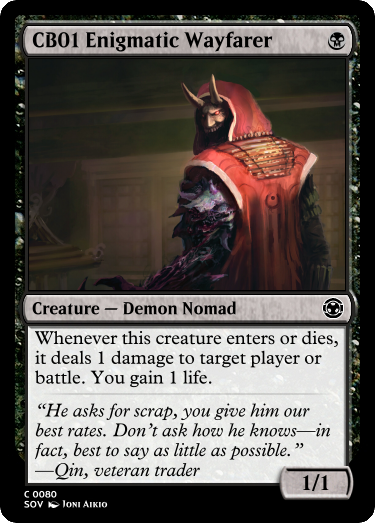 CB01 Enigmatic Wayfarer
Creature — Demon Nomad
Whenever this creature enters or dies,
it deals 1 damage to target player or
battle. You gain 1 life.
“He asks for scrap, you give him our
best rates. Don’t ask how he knows—in
fact, best to say as little as possible.”
—Qin, veteran trader
1/1
C 0080
SOV Joni Aikio